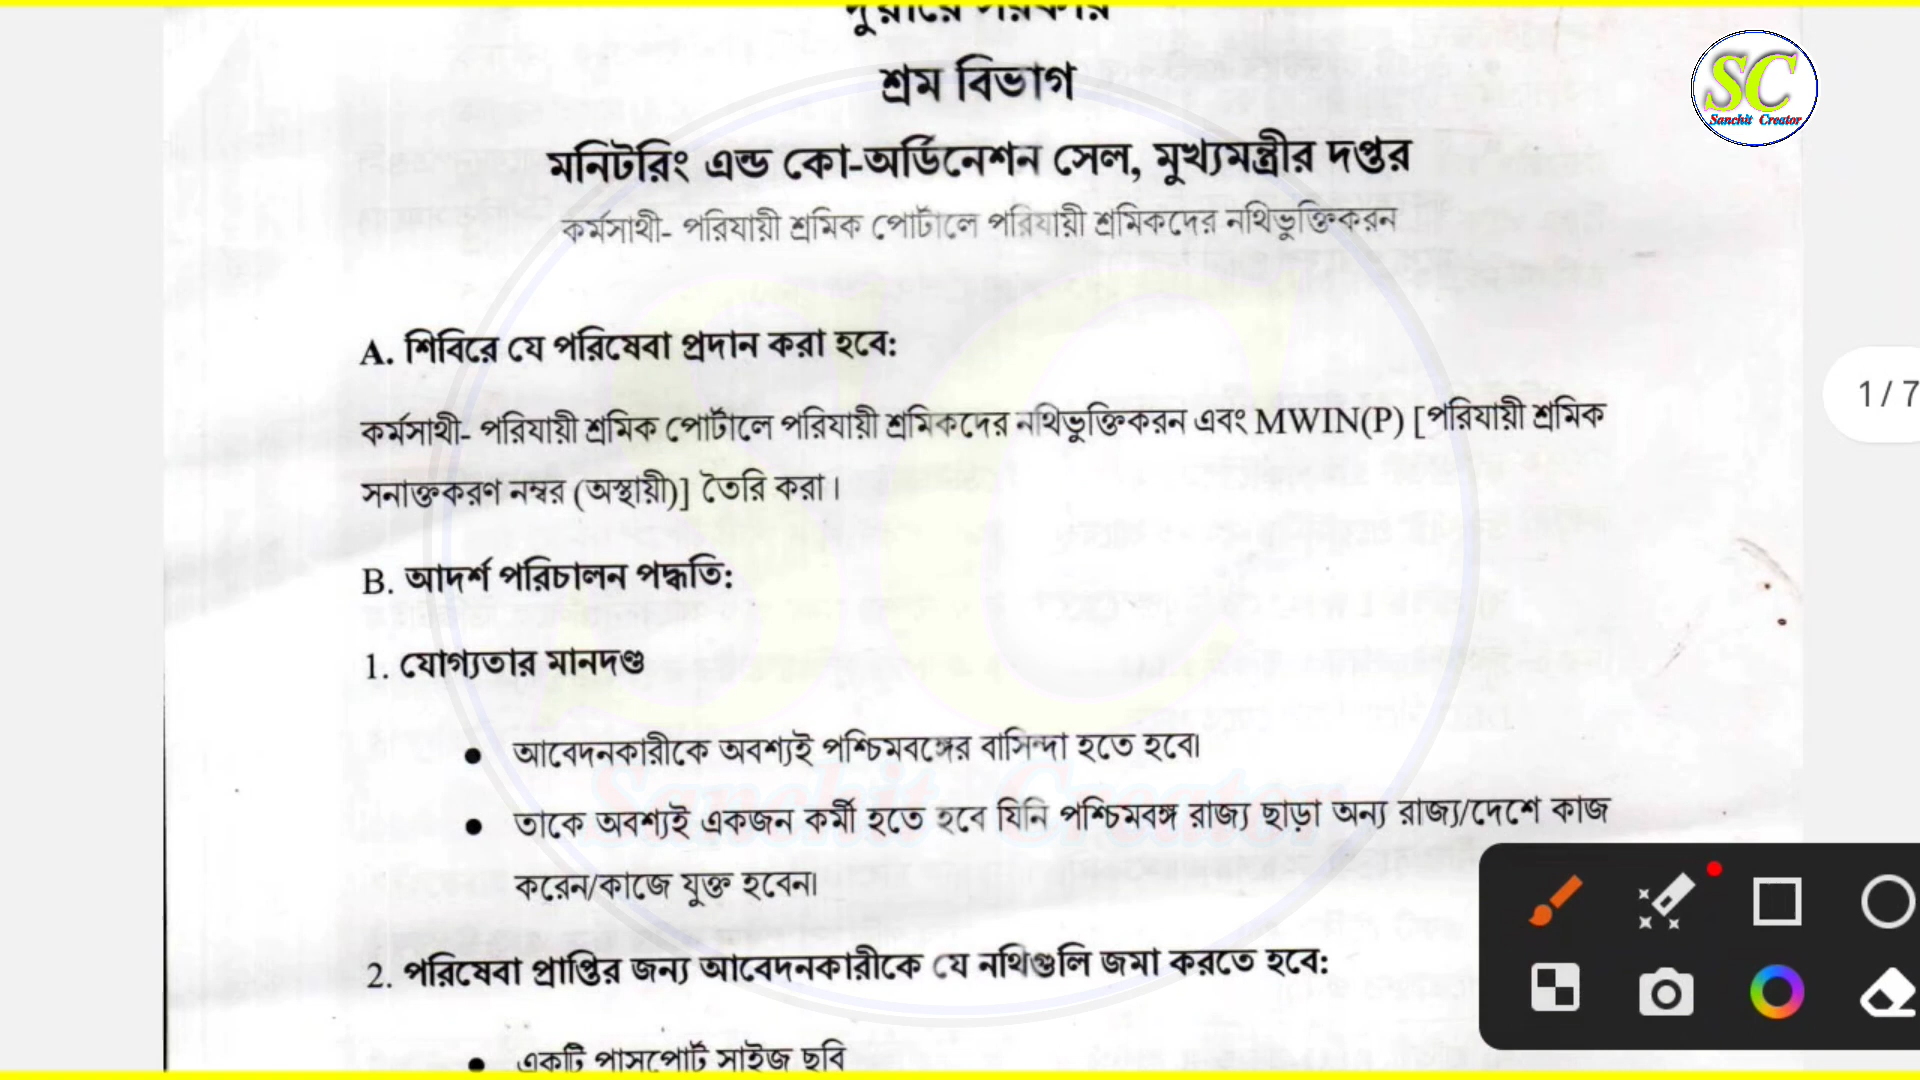 শ্রম বিভাগ
মনিটরিং এন্ড কো-অর্ডিনেশন সেল, মুখ্যমন্ত্রীর দপ্তর
কর্মসাথী- পরিযায়ী শ্রমিক পোর্টালে পরিযায়ী শ্রমিকদের নথিভুক্তিকরন
A. শিবিরে যে পরিষেবা প্রদান করা হবে:
কর্মসাথী- পরিযায়ী শ্রমিক পোর্টালে পরিযায়ী শ্রমিকদের নথিভুক্তিকরন এবং MWIN(P) [পরিযায়ী শ্রমিক
সনাক্তকরণ নম্বর (অস্থায়ী)] তৈরি করা।
B. আদর্শ পরিচালন পদ্ধতি:
1. যোগ্যতার মানদণ্ড
● আবেদনকারীকে অবশ্যই পশ্চিমবঙ্গের বাসিন্দা হতে হবে।
● তাকে অবশ্যই একজন কর্মী হতে হবে যিনি পশ্চিমবঙ্গ রাজ্য ছাড়া অন্য রাজ্য/দেশে কাজ
করেন/কাজে যুক্ত হবেন।
2. পরিষেবা প্রাপ্তির জন্য আবেদনকারীকে যে নথিগুলি জমা করতে হবে:
● একটি পাসপোর্ট সাইজ ছবি
SC
Sanchit Creator
1 / 7
SC
Sanchit Creator